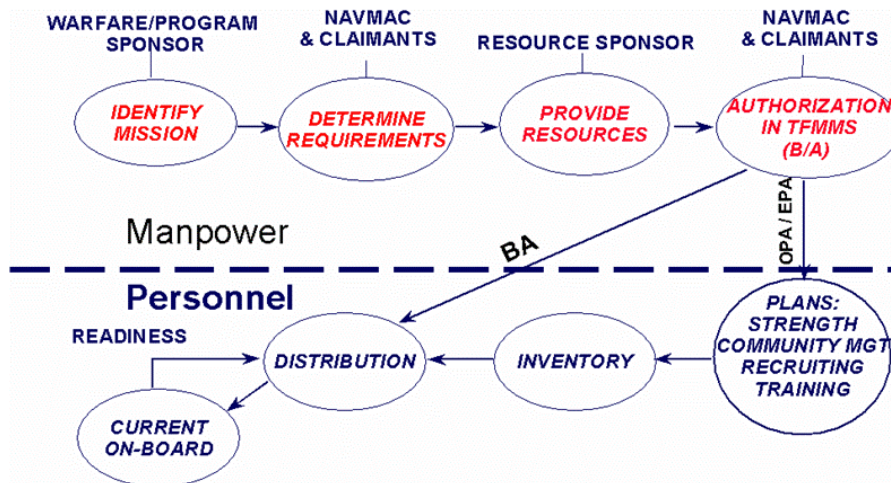 WARFARE/PROGRAM
SPONSOR
NAVMAC
& CLAIMANTS
RESOURCE SPONSOR
NAVMAC
& CLAIMANTS
IDENTIFY
MISSION
DETERMINE
REQUIREMENTS
PROVIDE
RESOURCES
AUTHORIZATION
IN TFMMS
(B/A)
Manpower
BA
OPA / EPA
Personnel
READINESS
DISTRIBUTION
INVENTORY
PLANS:
STRENGTH
COMMUNITY MGT
RECRUITING
TRAINING
CURRENT
ON-BOARD